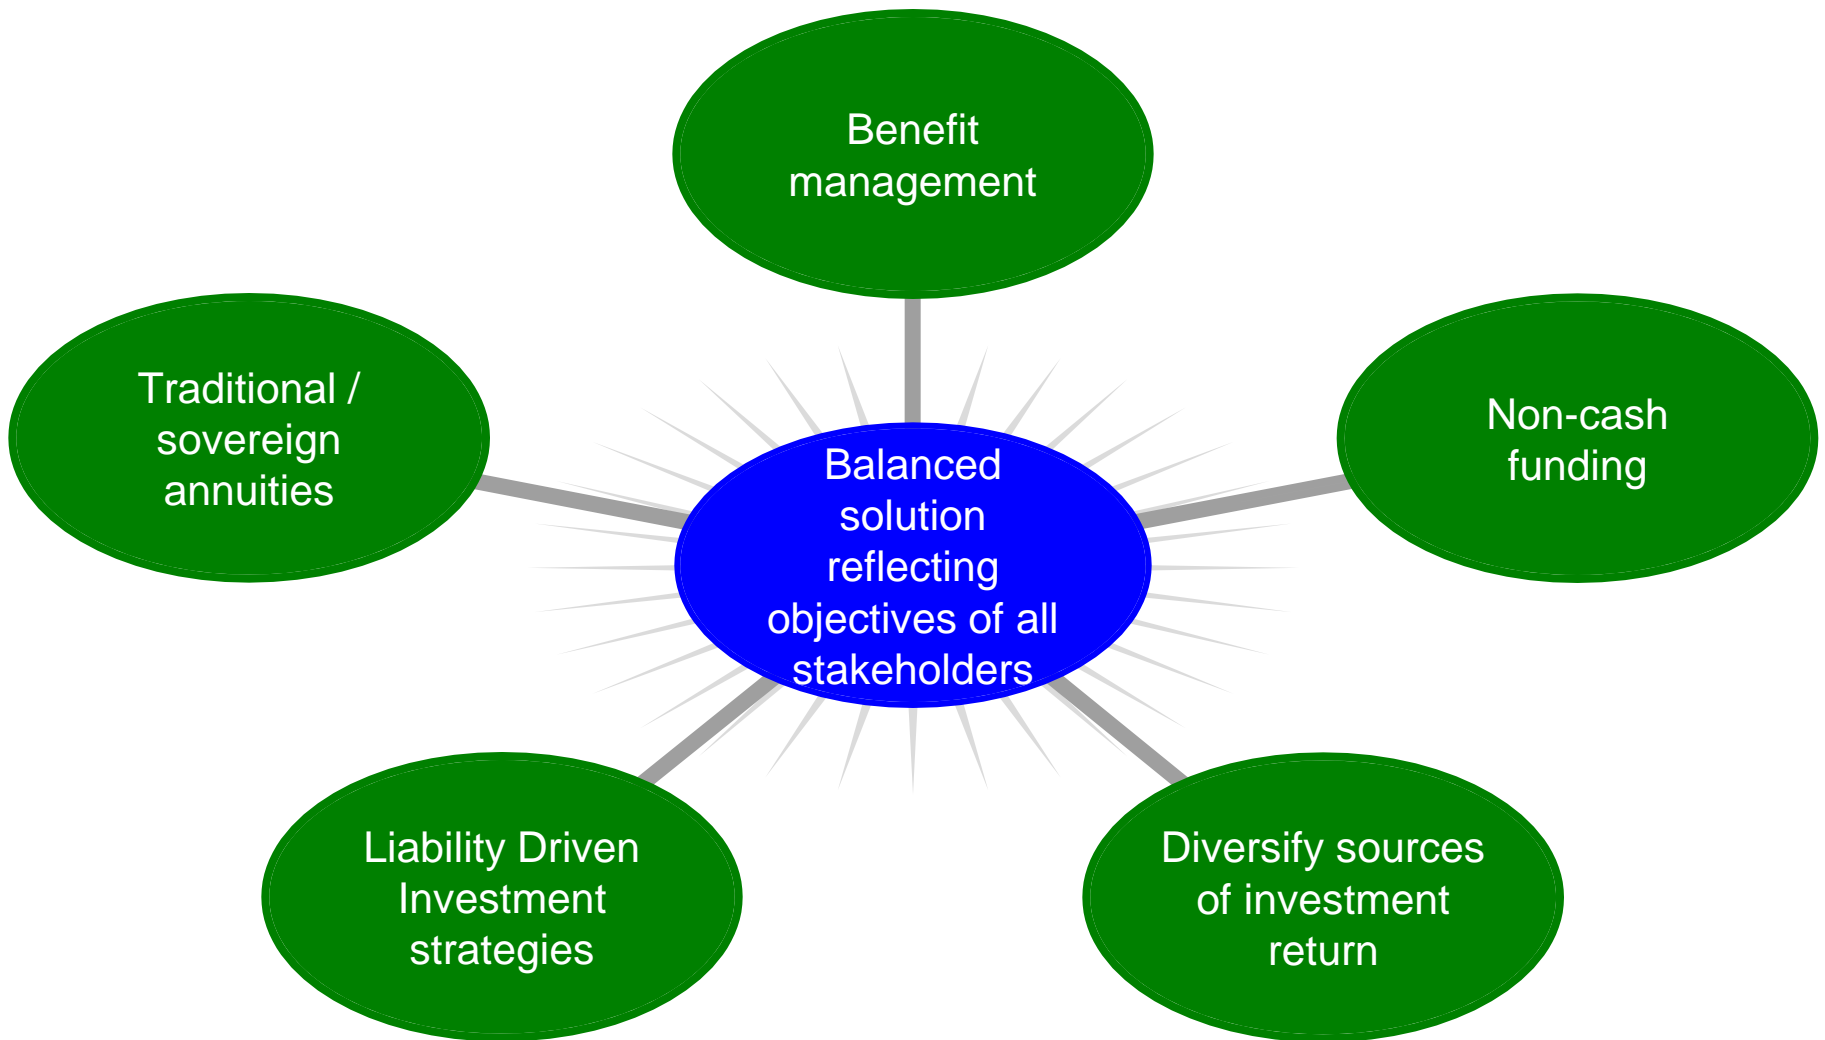 Benefit
management
Traditional /
sovereign
annuities
Non-cash
funding
Balanced
solution
reflecting
objectives of all
stakeholders
Liability Driven
Investment
strategies
Diversify sources
of investment
return